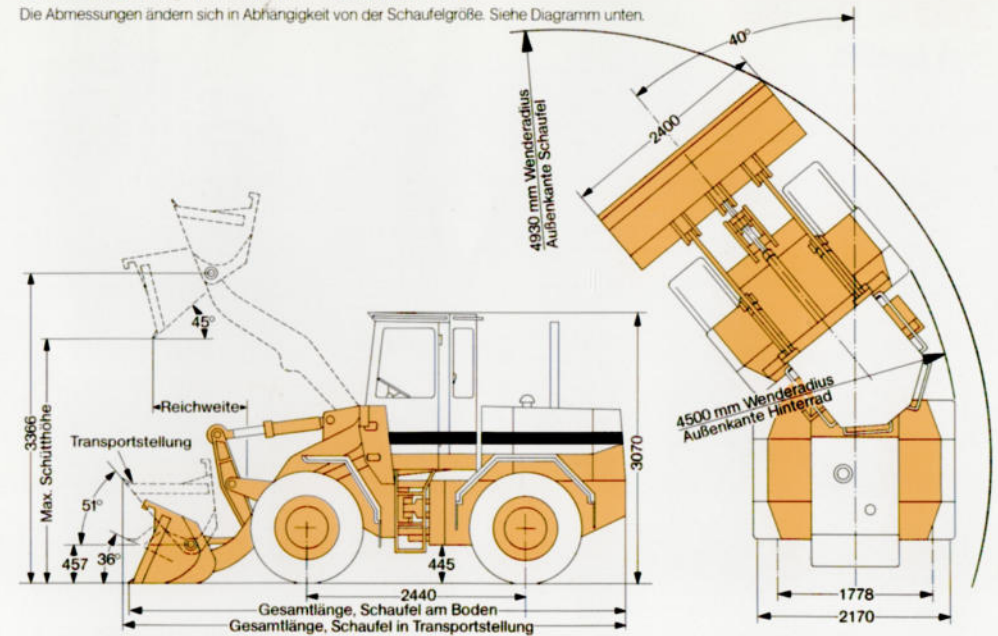 Die Abmessungen ändern sich in Abhängigkeit von der Schaufelgröße. Siehe Diagramm unten.
40°
2400
4930 mm Wenderadius
Außenkante Schaufel
45°
Reichweite
3366
Max. Schütthöhe
Transportstellung
51°
36°
457
445
3070
4500 mm Wenderadius
Außenkante Hinterrad
2440
Gesamtlänge, Schaufel am Boden
Gesamtlänge, Schaufel in Transportstellung
1778
2170